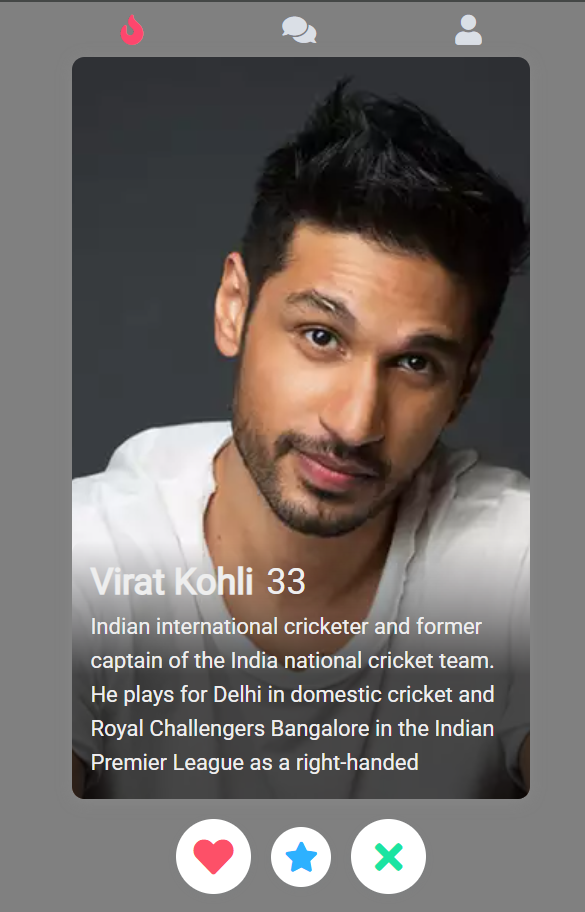 Virat Kohli 33
Indian international cricketer and former
captain of the India national cricket team.
He plays for Delhi in domestic cricket and
Royal Challengers Bangalore in the Indian
Premier League as a right-handed